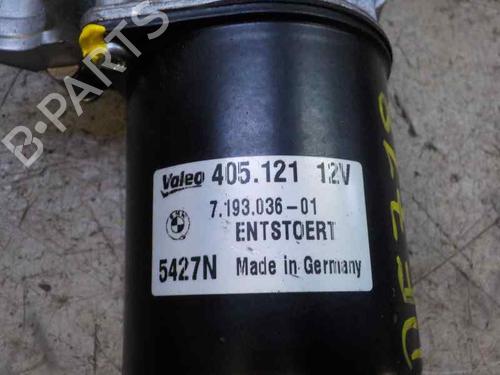 B-PARTS
Valeo 405.121 12V
7.193.036-01
ENTSTOERT
5427N Made in Germany